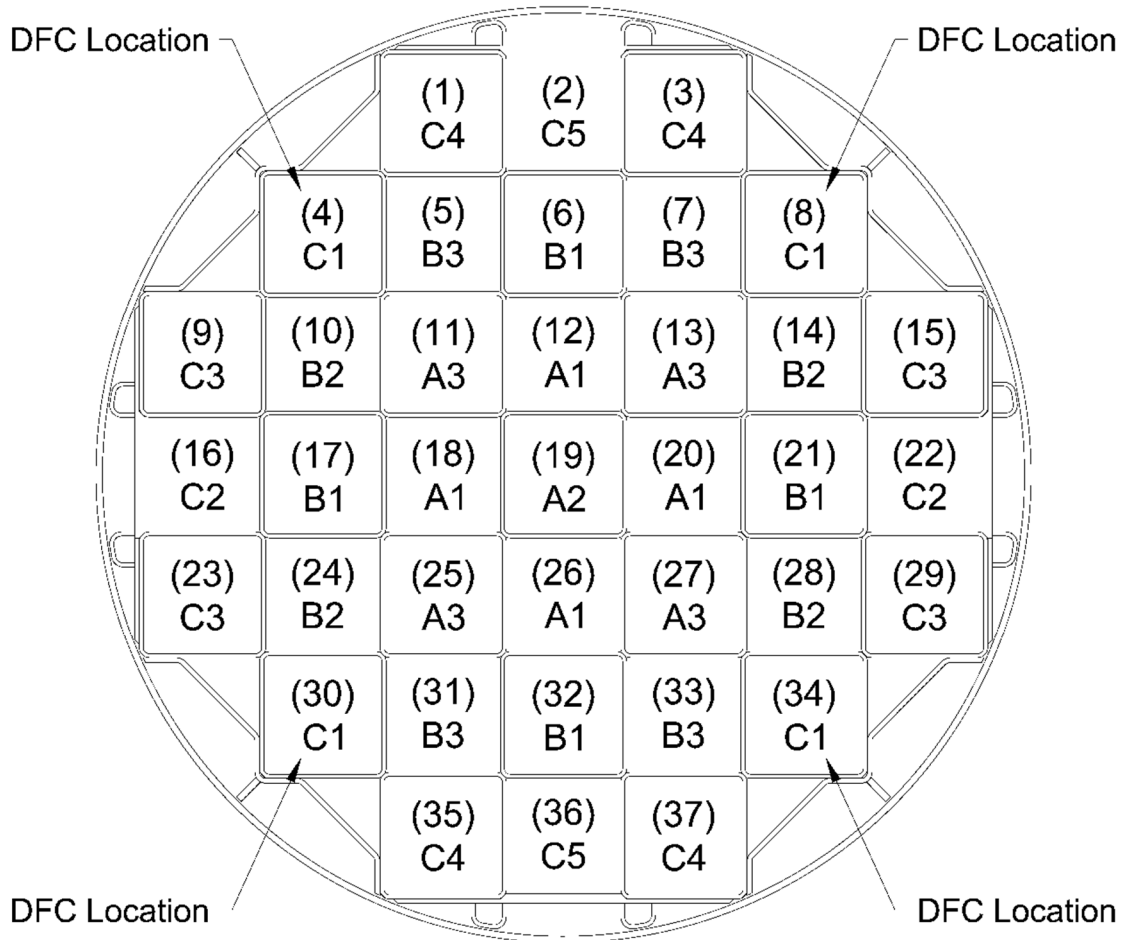 DFC Location
DFC Location
(1) (2) (3)
C4 C5 C4
(4) (5) (6) (7) (8)
C1 B3 B1 B3 C1
(9) (10) (11) (12) (13) (14) (15)
C3 B2 A3 A1 A3 B2 C3
(16) (17) (18) (19) (20) (21) (22)
C2 B1 A1 A2 A1 B1 C2
(23) (24) (25) (26) (27) (28) (29)
C3 B2 A3 A1 A3 B2 C3
(30) (31) (32) (33) (34)
C1 B3 B1 B3 C1
(35) (36) (37)
C4 C5 C4
DFC Location
DFC Location